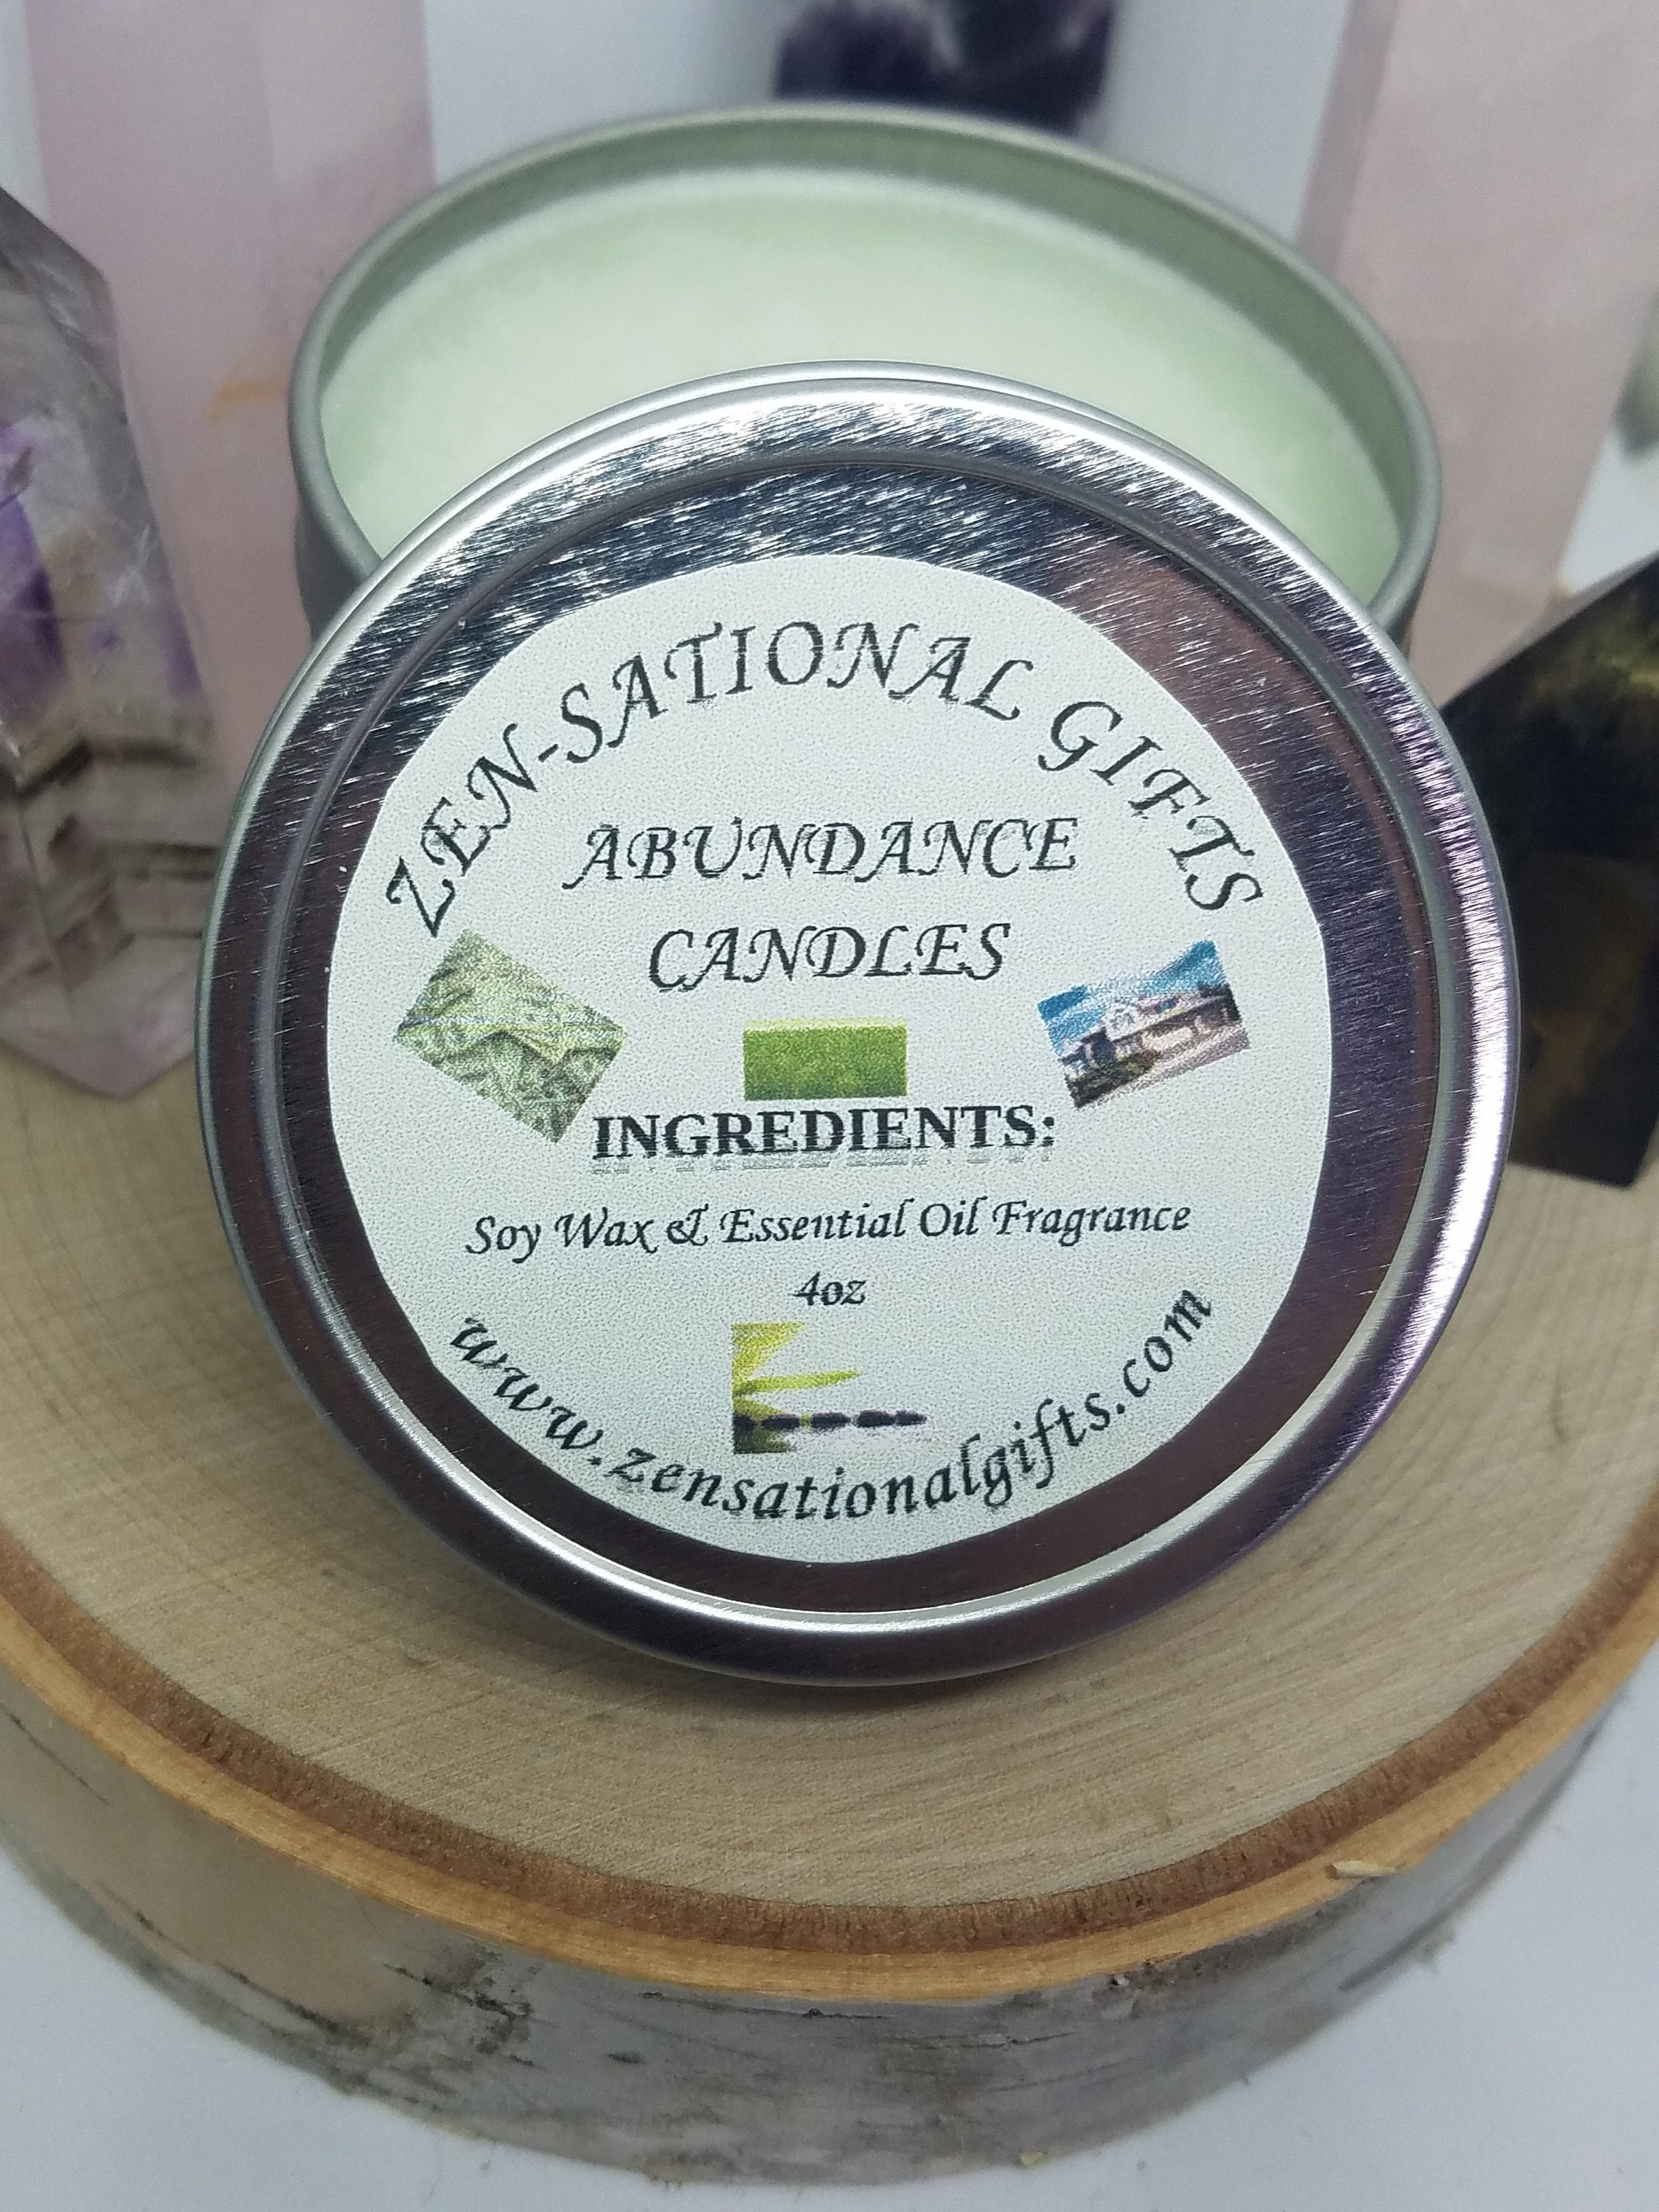 ZEN-SATIONAL GIFTS
ABUNDANCE
CANDLES
INGREDIENTS:
Soy Wax & Essential Oil Fragrance
4oz
www.zensationalgifts.com